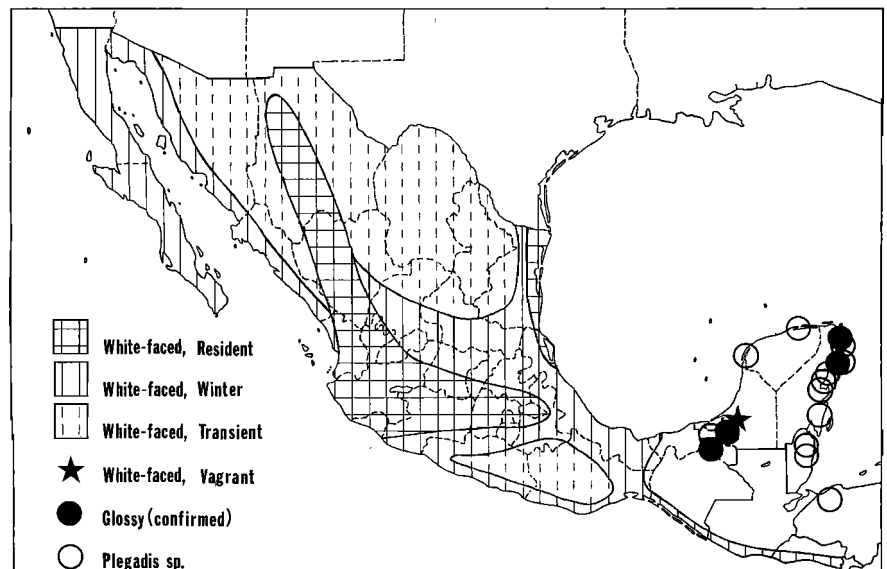 White-faced, Resident
White-faced, Winter
White-faced, Transient
White-faced, Vagrant
Glossy (confirmed)
Plegadis sp.